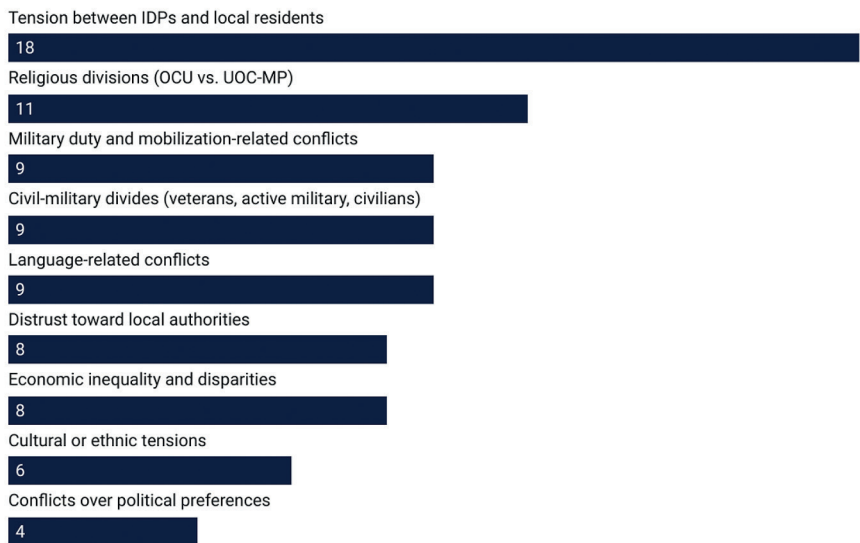 Tension between IDPs and local residents
18
Religious divisions (OCU vs. UOC-MP)
11
Military duty and mobilization-related conflicts
9
Civil-military divides (veterans, active military, civilians)
9
Language-related conflicts
9
Distrust toward local authorities
8
Economic inequality and disparities
8
Cultural or ethnic tensions
6
Conflicts over political preferences
4